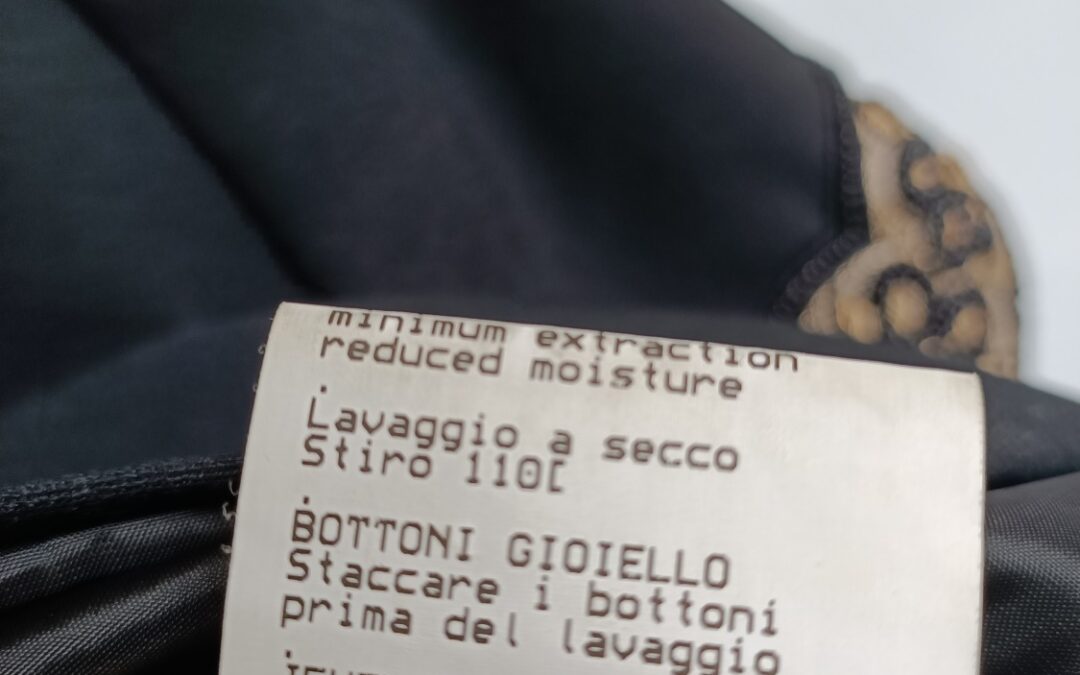 minimum extraction
reduced moisture
.
Lavaggio a secco
Stiro 110C
.
BOTTONI GIOIELLO
Staccare i bottoni
prima del lavaggio
.